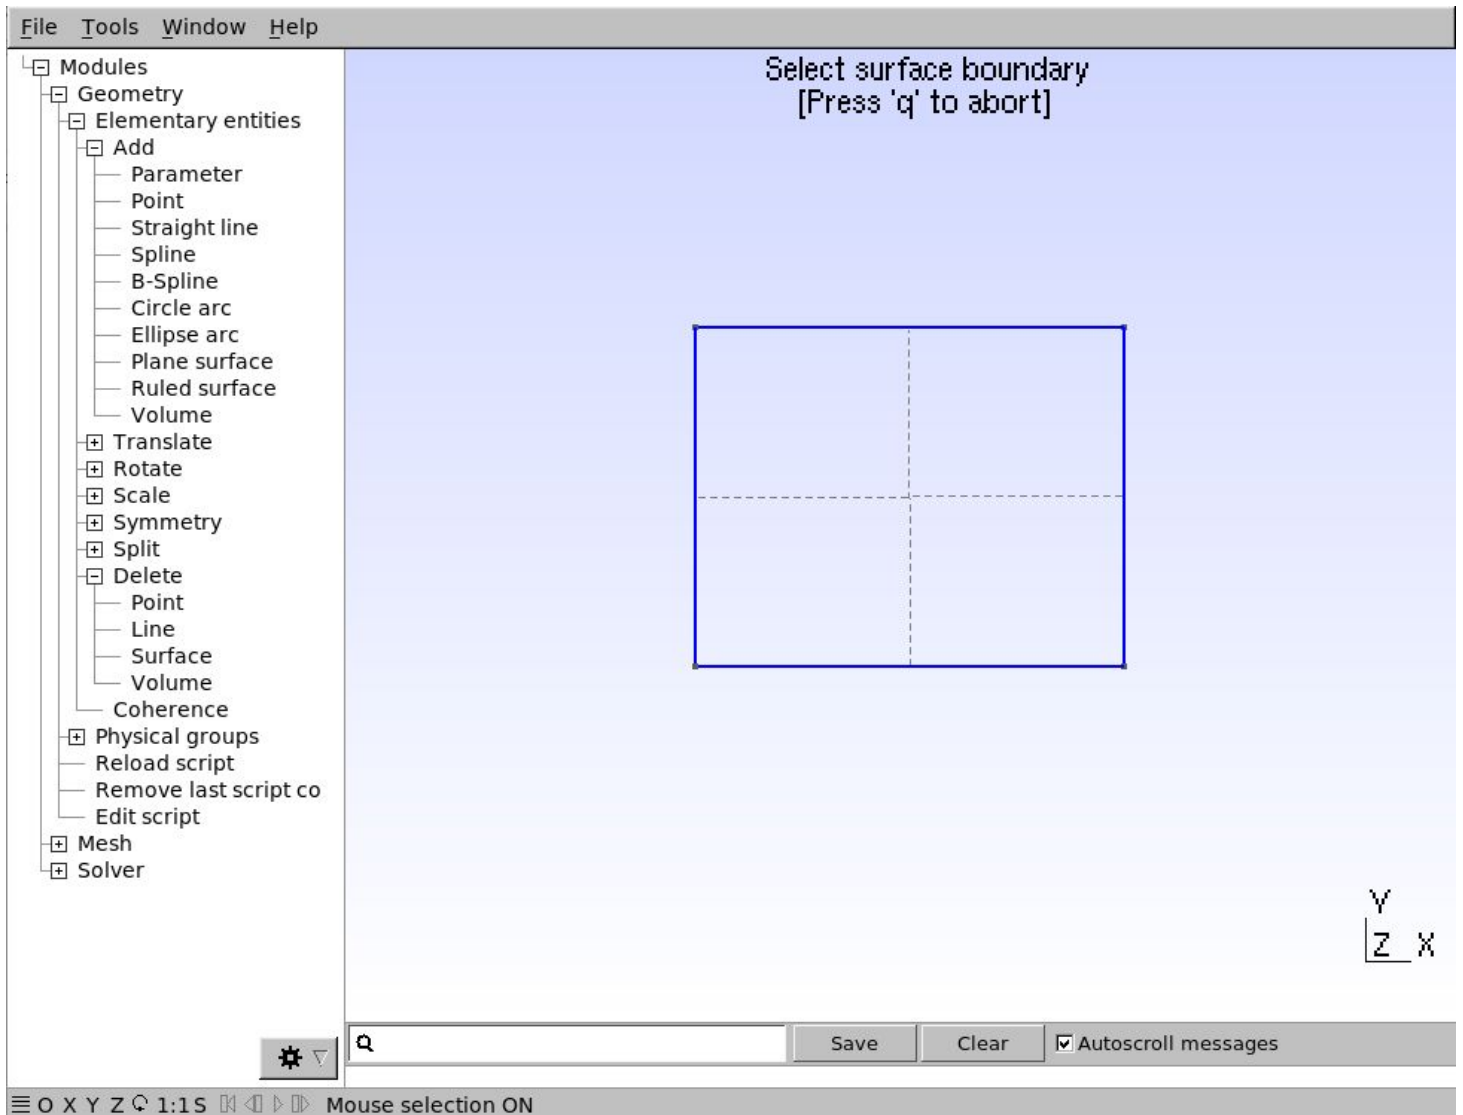 File Tools Window Help
Modules
Geometry
Elementary entities
Add
Parameter
Point
Straight line
Spline
B-Spline
Circle arc
Ellipse arc
Plane surface
Ruled surface
Volume
Translate
Rotate
Scale
Symmetry
Split
Delete
Point
Line
Surface
Volume
Coherence
Physical groups
Reload script
Remove last script co
Edit script
Mesh
Solver
Select surface boundary
[Press 'q' to abort]
Y
Z X
Save Clear Autoscroll messages
O X Y Z 1:1 S Mouse selection ON